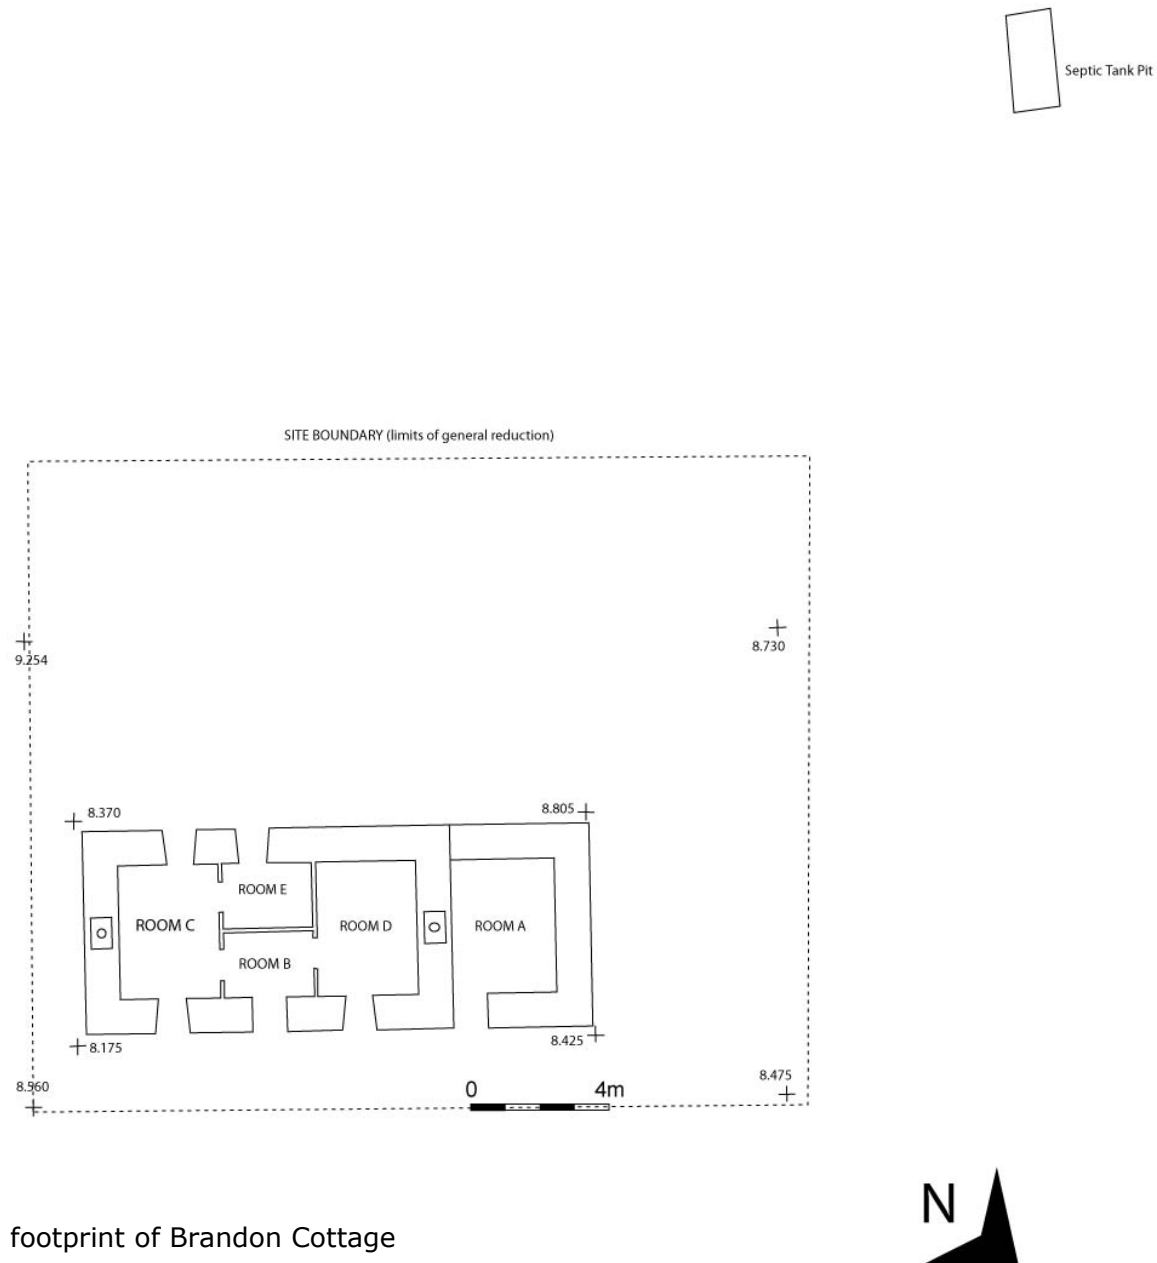 Septic Tank Pit
SITE BOUNDARY (limits of general reduction)
9.254
8.730
8.370
8.805
ROOM E
ROOM C
ROOM D
ROOM A
ROOM B
8.175
8.425
8.560
8.475
0 4m
N
footprint of Brandon Cottage